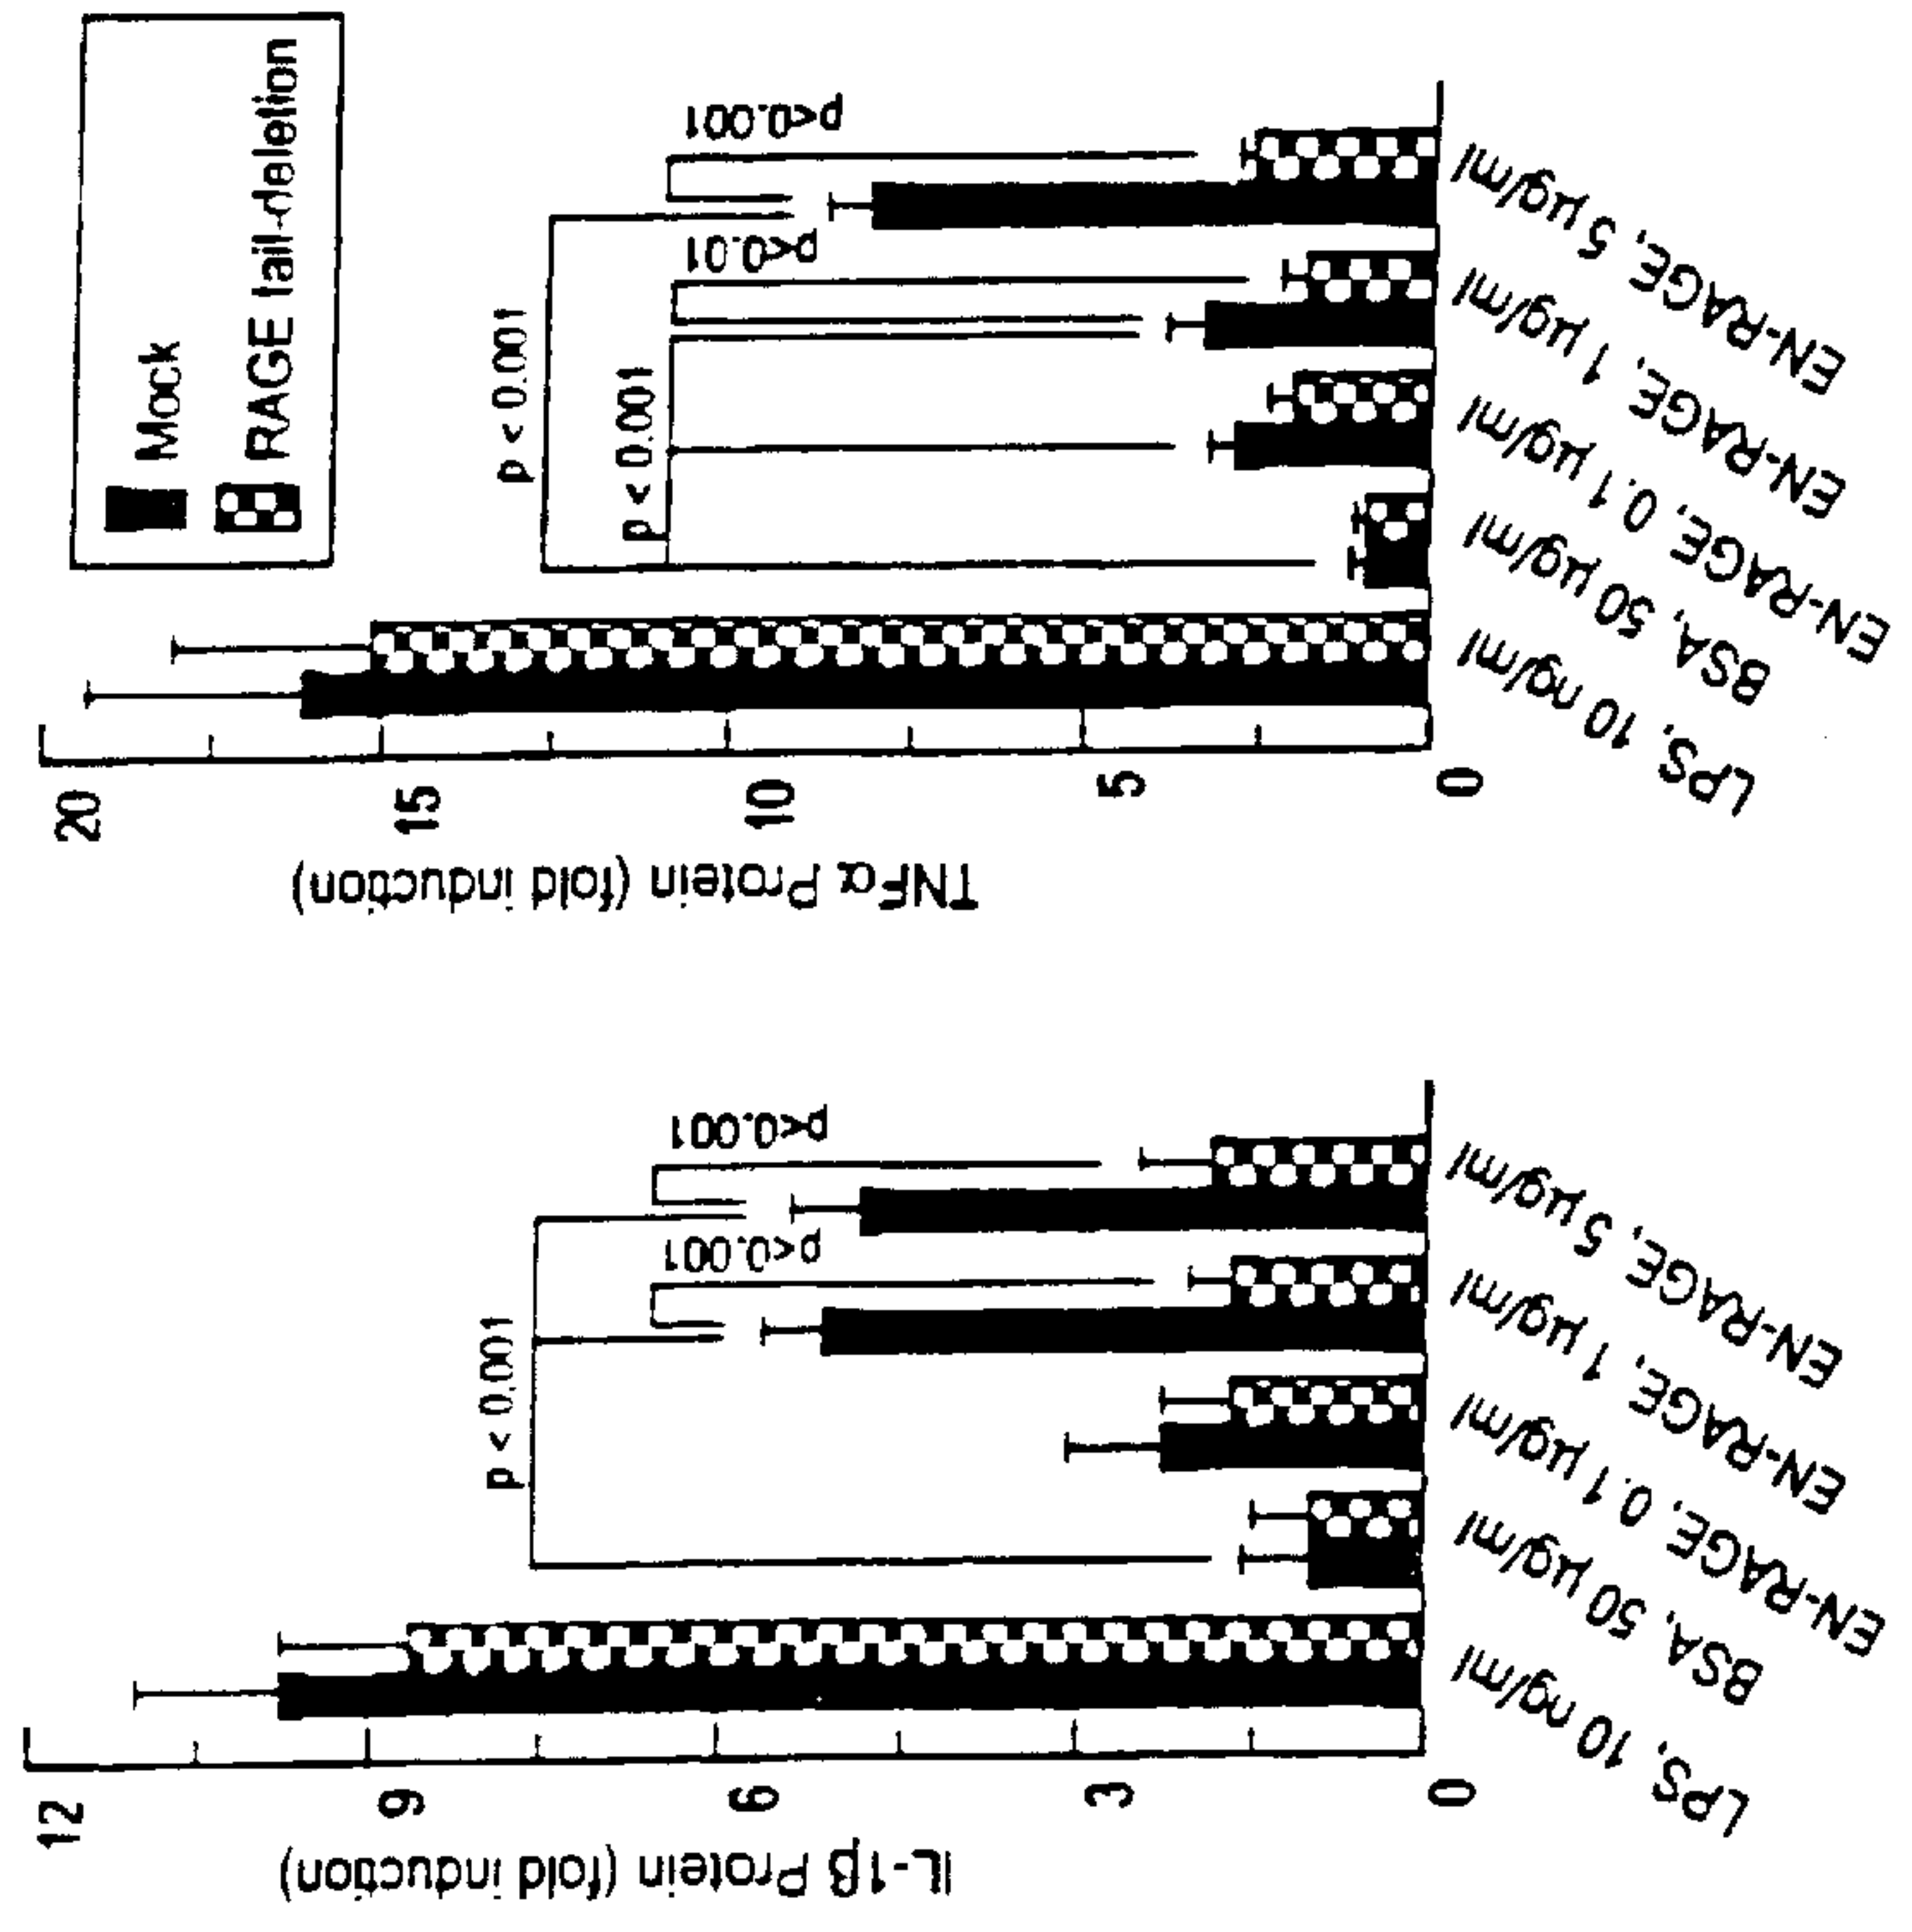 IL-1β Protein (fold induction)
12
9
6
3
0
p < 0.001
p<0.001
p<0.001
LPS, 10 ng/ml
BSA, 50 µg/ml
EN-RAGE, 0.1 µg/ml
EN-RAGE, 1 µg/ml
EN-RAGE, 5 µg/ml
Mock
RAGE tail-deletion
TNFα Protein (fold induction)
20
15
10
5
0
p < 0.001
p < 0.001
p<0.01
p<0.001
LPS, 10 ng/ml
BSA, 50 µg/ml
EN-RAGE, 0.1 µg/ml
EN-RAGE, 1 µg/ml
EN-RAGE, 5 µg/ml